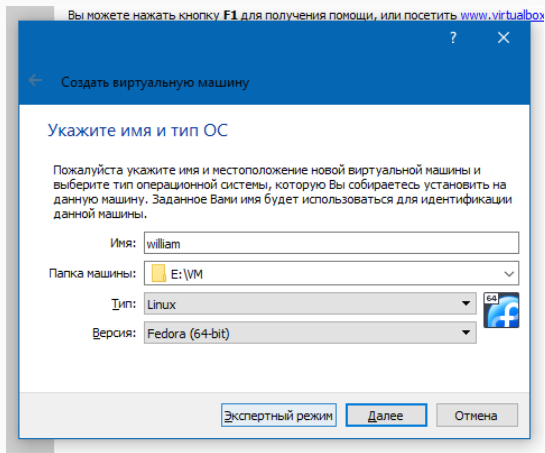 Вы можете нажать кнопку F1 для получения помощи, или посетить www.virtualbox
?
Создать виртуальную машину
Укажите имя и тип ОС
Пожалуйста укажите имя и местоположение новой виртуальной машины и
выберите тип операционной системы, которую Вы собираетесь установить на
данную машину. Заданное Вами имя будет использоваться для идентификации
данной машины.
Имя: william
Папка машины: E:\VM
Тип: Linux
64
Версия: Fedora (64-bit)
Экспертный режим Далее Отмена